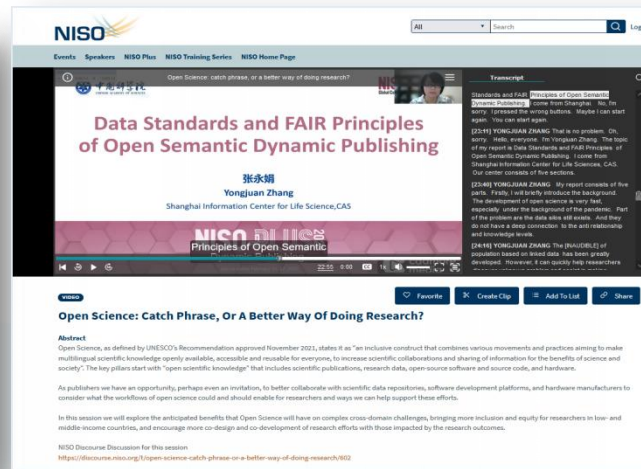 NISO
All
Search
Log
Events Speakers NISO Plus NISO Training Series NISO Home Page
Open Science: catch phrase, or a better way of doing research?
中国科学院
NIS
Data Standards and FAIR Principles
of Open Semantic Dynamic Publishing
张永娟
Yongjuan Zhang
Shanghai Information Center for Life Science,CAS
NISO PLUS
Principles of Open Semantic
Dynamic Publishing
22:55 0:00 CC 1x
Transcript
Standards and FAIR Principles of Open Semantic
Dynamic Publishing. I come from Shanghai No, I'm
sorry. I pressed the wrong buttons. Maybe I can start
again. You can start again.
[23:11] YONGJUAN ZHANG That is no problem. Oh,
sorry. Hello, everyone. I'm Yongjuan Zhang. The topic
of my report is Data Standards and FAIR Principles of
Open Semantic Dynamic Publishing. I come from
Shanghai Information Center for Life Sciences, CAS.
Our center consists of five sections.
[23:40] YONGJUAN ZHANG My report consists of five
parts. Firstly, I will briefly introduce the background.
The development of open science is very fast,
especially under the background of the pandemic. Part
of the problem are the data silos still exists. And they
do not have a deep connection to the anti relationship
and knowledge levels.
[24:16] YONGJUAN ZHANG The [INAUDIBLE] of
population based on linked data has been greatly
developed. However, it can quickly help researchers
VIDEO
Favorite
Create Clip
Add To List
Share
Open Science: Catch Phrase, Or A Better Way Of Doing Research?
Abstract
Open Science, as defined by UNESCO's Recommendation approved November 2021, states it as "an inclusive construct that combines various movements and practices aiming to make
multilingual scientific knowledge openly available, accessible and reusable for everyone, to increase scientific collaborations and sharing of information for the benefits of science and
society". The key pillars start with "open scientific knowledge" that includes scientific publications, research data, open-source software and source code, and hardware.
As publishers we have an opportunity, perhaps even an invitation, to better collaborate with scientific data repositories, software development platforms, and hardware manufacturers to
consider what the workflows of open science could and should enable for researchers and ways we can help support these efforts.
In this session we will explore the anticipated benefits that Open Science will have on complex cross-domain challenges, bringing more inclusion and equity for researchers in low- and
middle-income countries, and encourage more co-design and co-development of research efforts with those impacted by the research outcomes.
NISO Discourse Discussion for this session
https://discourse.niso.org/t/open-science-catch-phrase-or-a-better-way-of-doing-research/602